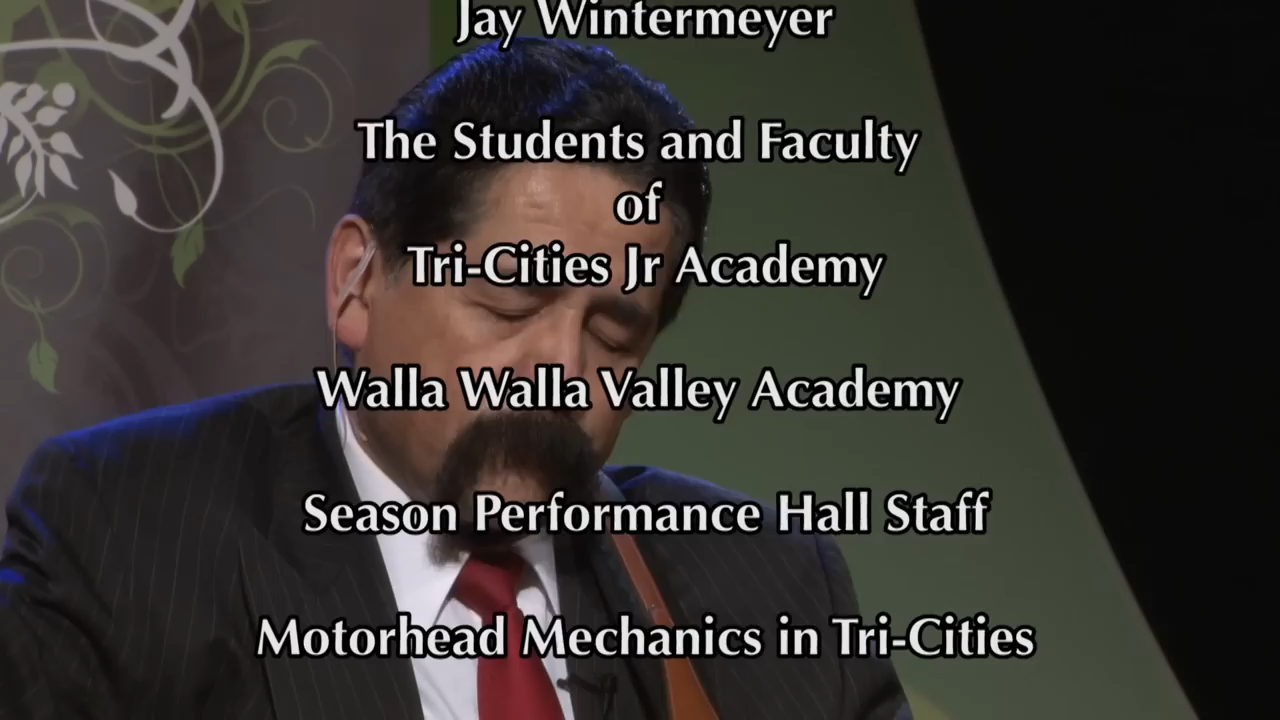 Jay Wintermeyer
The Students and Faculty
of
Tri-Cities Jr Academy
Walla Walla Valley Academy
Season Performance Hall Staff
Motorhead Mechanics in Tri-Cities